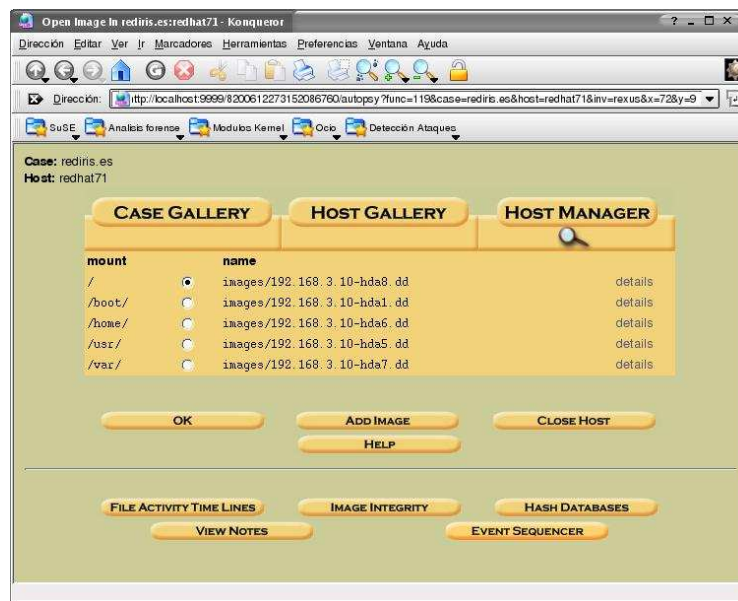 Open Image In rediris.es:redhat71 - Konqueror
Dirección Editar Ver Ir Marcadores Herramientas Preferencias Ventana Ayuda
Dirección: http://localhost:9999/8200612273152086760/autopsy?func=119&case=rediris.es&host=redhat71&inv=rexus&x=72&y=9
SuSE Analisis forense Modulos Kernel Ocio Detección Ataques
Case: rediris.es
Host: redhat71
CASE GALLERY HOST GALLERY HOST MANAGER
mount name
/ images/192.168.3.10-hda8.dd details
/boot/ images/192.168.3.10-hda1.dd details
/home/ images/192.168.3.10-hda6.dd details
/usr/ images/192.168.3.10-hda5.dd details
/var/ images/192.168.3.10-hda7.dd details
OK ADD IMAGE CLOSE HOST
HELP
FILE ACTIVITY TIME LINES IMAGE INTEGRITY HASH DATABASES
VIEW NOTES EVENT SEQUENCER